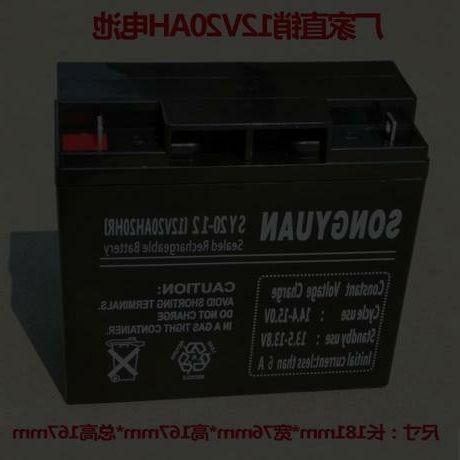 厂家直销12V20AH电池
SONGYUAN
SY20-12 (12V20AH20HR)
Sealed Rechargeable Battery
Constant Voltage Charge
Cycle use : 14.4-15.0V
Standby use : 13.5-13.8V
Initial current:less than 6 A
CAUTION:
AVOID SHORTING TERMINALS.
DO NOT CHARGE
IN A GAS TIGHT CONTAINER.
尺寸：长181mm*宽76mm*高167mm*总高167mm